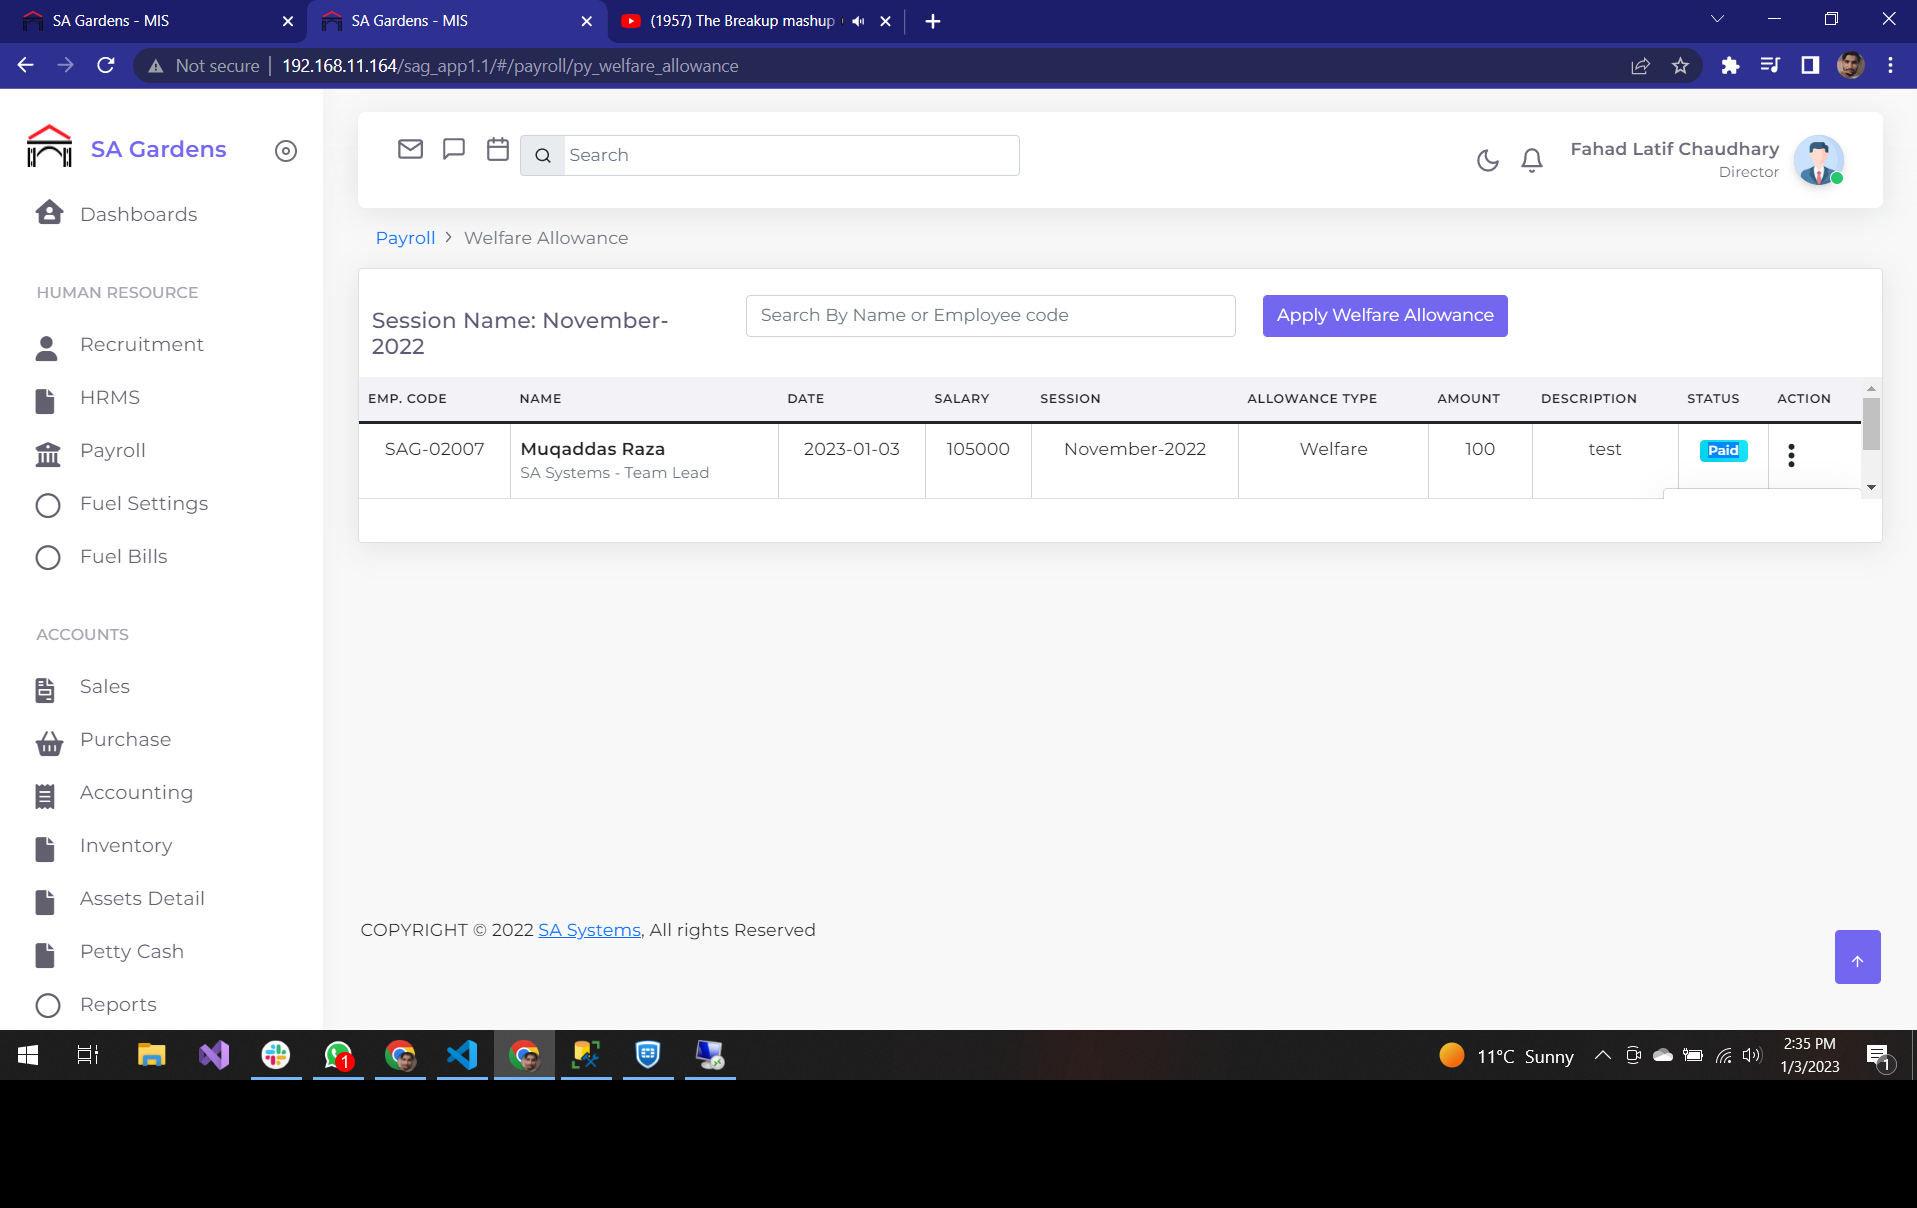 SA Gardens - MIS
SA Gardens - MIS
(1957) The Breakup mashup
Not secure
192.168.11.164/sag_app1.1/#/payroll/py_welfare_allowance
SA Gardens
Search
Fahad Latif Chaudhary
Director
Dashboards
HUMAN RESOURCE
Recruitment
HRMS
Payroll
Fuel Settings
Fuel Bills
ACCOUNTS
Sales
Purchase
Accounting
Inventory
Assets Detail
Petty Cash
Reports
Payroll > Welfare Allowance
Session Name: November-
2022
Search By Name or Employee code
Apply Welfare Allowance
EMP. CODE NAME DATE SALARY SESSION ALLOWANCE TYPE AMOUNT DESCRIPTION STATUS ACTION
SAG-02007 Muqaddas Raza 2023-01-03 105000 November-2022 Welfare 100 test Paid
SA Systems - Team Lead
COPYRIGHT © 2022 SA Systems, All rights Reserved
1
11°C Sunny
2:35 PM
1/3/2023
1